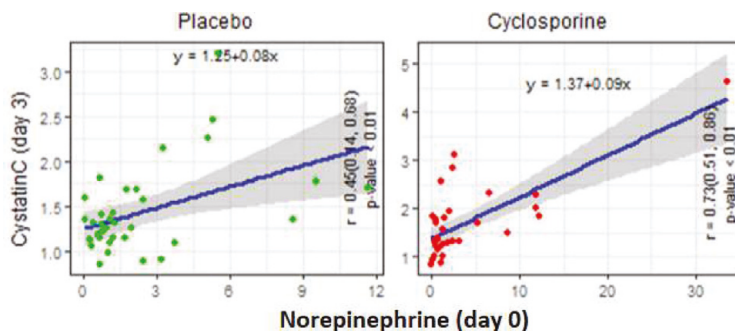 Placebo
Cyclosporine
y = 1.25+0.08x
y = 1.37+0.09x
CystatinC (day 3)
3.0
2.5
2.0
1.5
1.0
5
4
3
2
1
r = 0.45(0.14, 0.68)
p-value < 0.01
r = 0.73(0.51, 0.86)
p-value < 0.01
0 3 6 9 12
0 10 20 30
Norepinephrine (day 0)